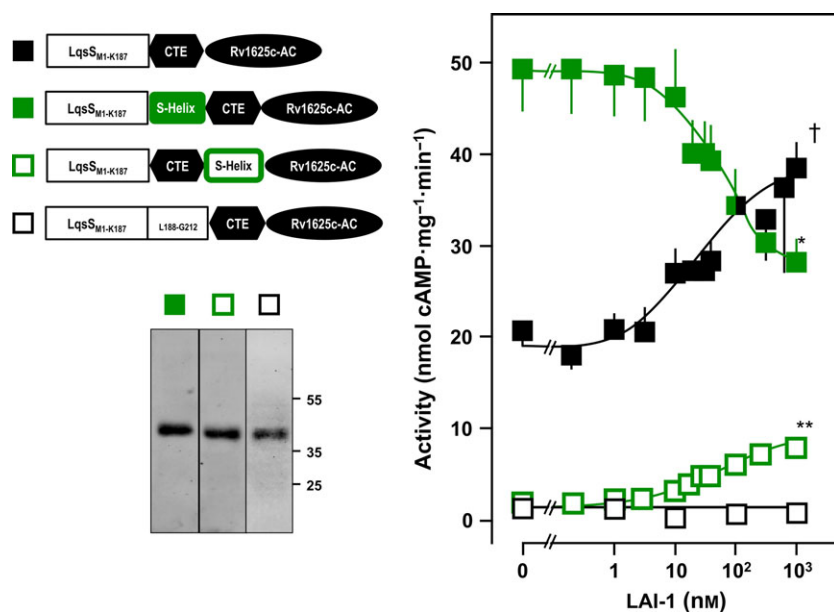 LqsS M1-K187 CTE Rv1625c-AC
LqsS M1-K187 S-Helix CTE Rv1625c-AC
LqsS M1-K187 CTE S-Helix Rv1625c-AC
LqsS M1-K187 L188-G212 CTE Rv1625c-AC
55
35
25
Activity (nmol cAMP·mg⁻¹·min⁻¹)
50
40
30
20
10
0
†
*
**
0 1 10 10² 10³
LAI-1 (nM)